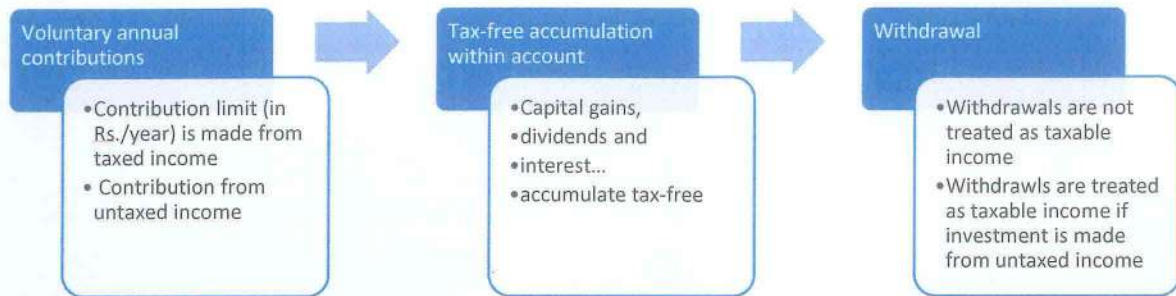 Voluntary annual
contributions
•Contribution limit (in
Rs./year) is made from
taxed income
• Contribution from
untaxed income
Tax-free accumulation
within account
•Capital gains,
•dividends and
•interest...
•accumulate tax-free
Withdrawal
•Withdrawals are not
treated as taxable
income
•Withdrawls are treated
as taxable income if
investment is made
from untaxed income